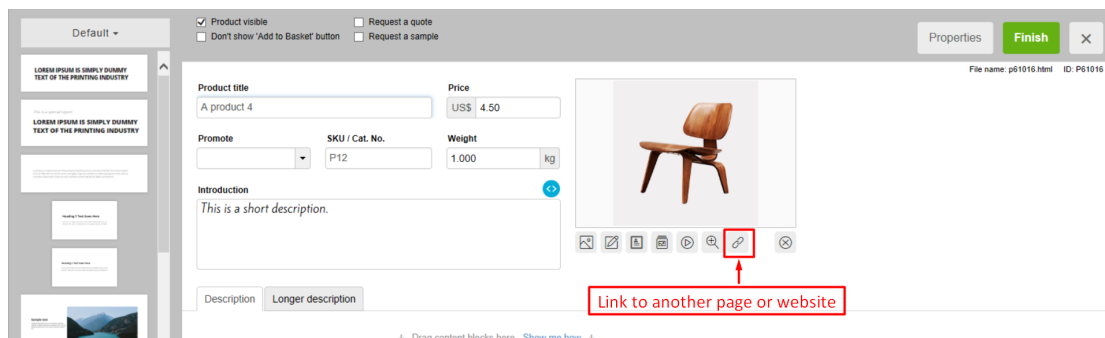 Default
Product visible
Request a quote
Don't show 'Add to Basket' button
Request a sample
Properties
Finish
File name: p61016.html ID: P61016
LOREM IPSUM IS SIMPLY DUMMY
TEXT OF THE PRINTING INDUSTRY
LOREM IPSUM IS SIMPLY DUMMY
TEXT OF THE PRINTING INDUSTRY
Product title
Price
A product 4
US$ 4.50
Promote
SKU / Cat. No.
Weight
P12
1.000
kg
Introduction
This is a short description.
Description
Longer description
Link to another page or website
Drag content blocks here
Show me how